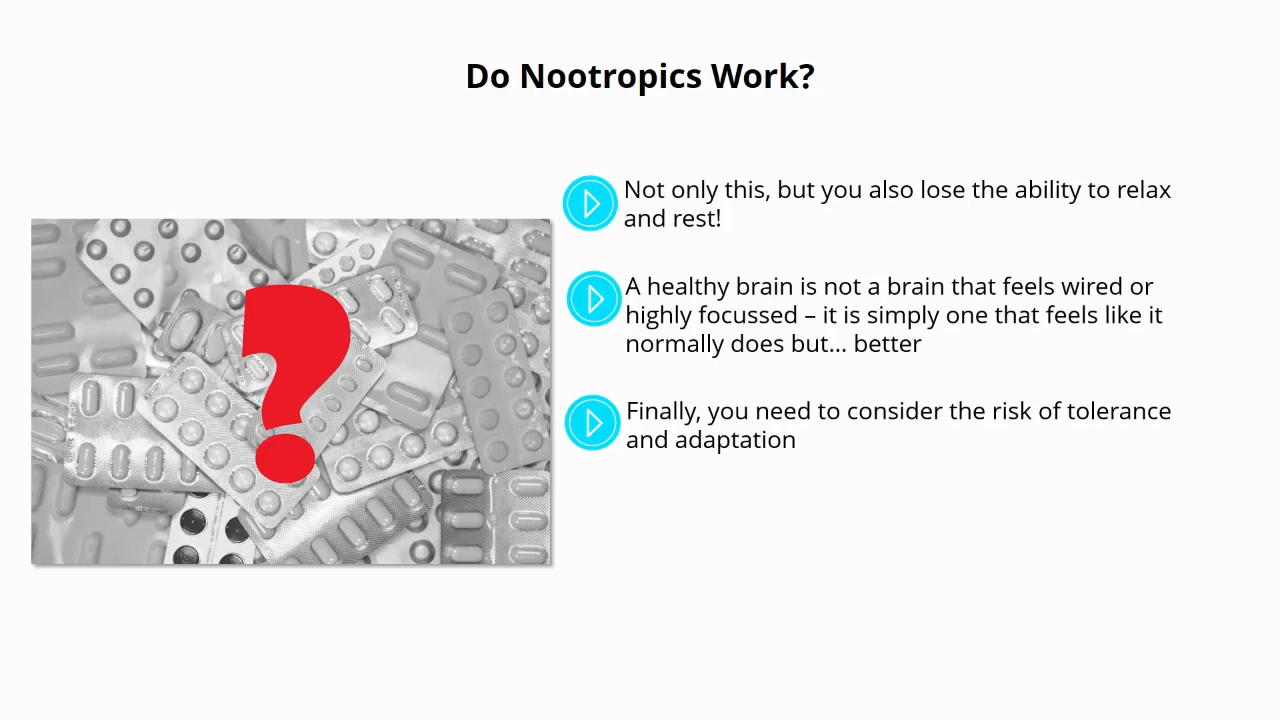 Do Nootropics Work?
Not only this, but you also lose the ability to relax
and rest!
A healthy brain is not a brain that feels wired or
highly focussed – it is simply one that feels like it
normally does but... better
Finally, you need to consider the risk of tolerance
and adaptation
?